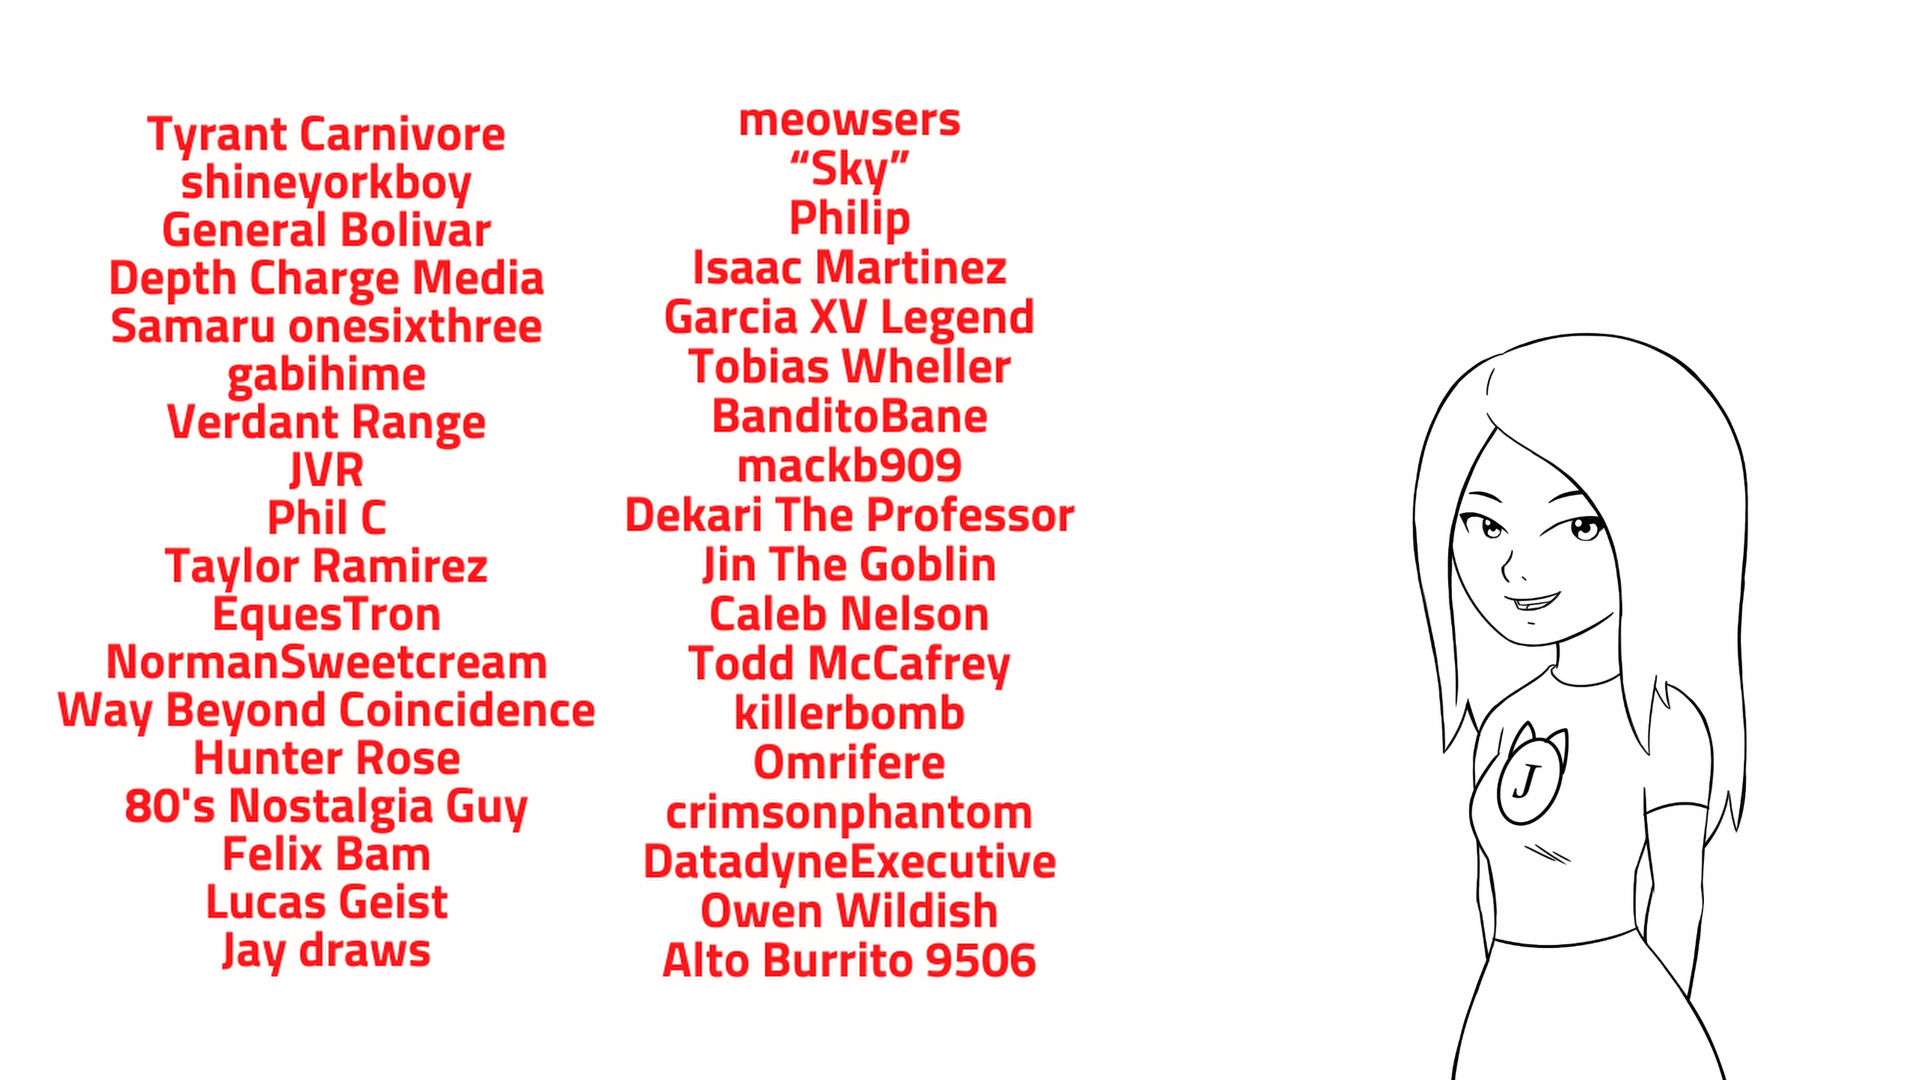 Tyrant Carnivore
shineyorkboy
General Bolivar
Depth Charge Media
Samaru onesixthree
gabihime
Verdant Range
JVR
Phil C
Taylor Ramirez
EquesTron
NormanSweetcream
Way Beyond Coincidence
Hunter Rose
80's Nostalgia Guy
Felix Bam
Lucas Geist
Jay draws
meowsers
“Sky”
Philip
Isaac Martinez
Garcia XV Legend
Tobias Wheller
BanditoBane
mackb909
Dekari The Professor
Jin The Goblin
Caleb Nelson
Todd McCafrey
killerbomb
Omrifere
crimsonphantom
DatadyneExecutive
Owen Wildish
Alto Burrito 9506
J